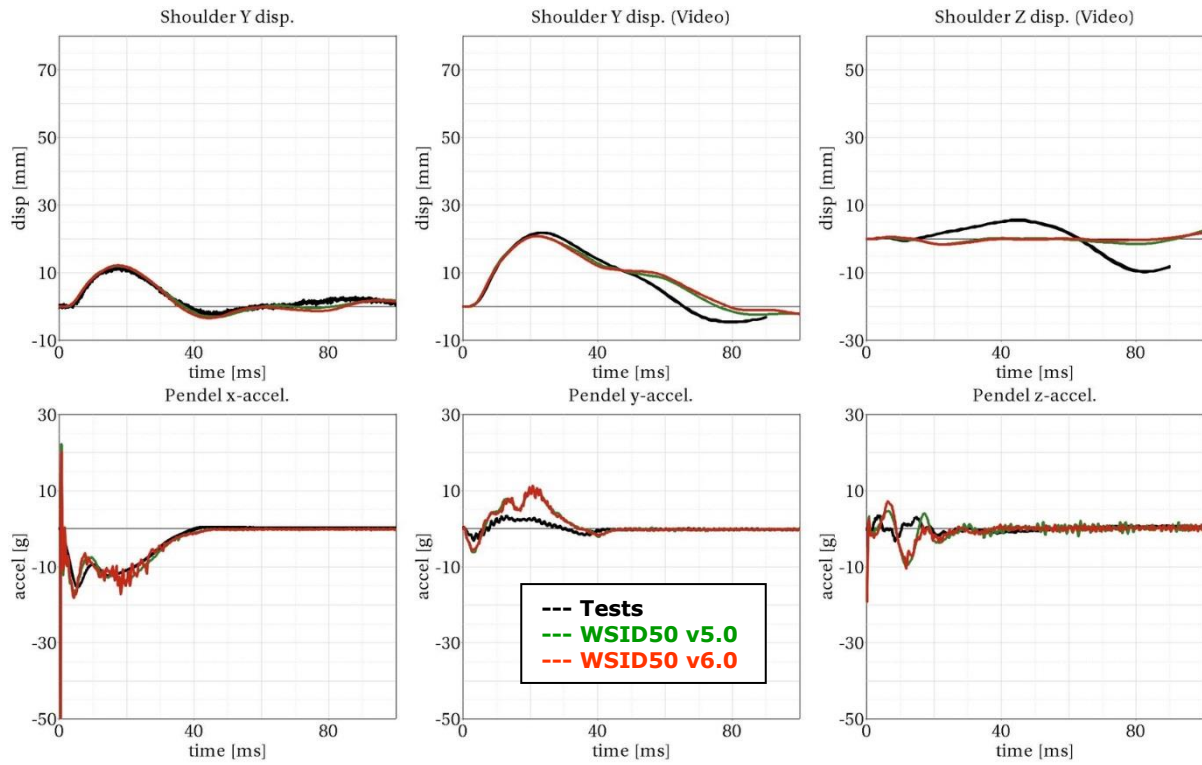 Shoulder Y disp.
Shoulder Y disp. (Video)
Shoulder Z disp. (Video)
disp [mm]
70
50
30
10
-10
0
40
80
time [ms]
disp [mm]
70
50
30
10
-10
0
40
80
time [ms]
disp [mm]
50
30
10
-10
-30
0
40
80
time [ms]
Pendel x-accel.
Pendel y-accel.
Pendel z-accel.
accel [g]
30
10
-10
-30
-50
0
40
80
time [ms]
accel [g]
30
10
-10
-30
-50
0
40
80
time [ms]
accel [g]
30
10
-10
-30
-50
0
40
80
time [ms]
--- Tests
--- WSID50 v5.0
--- WSID50 v6.0